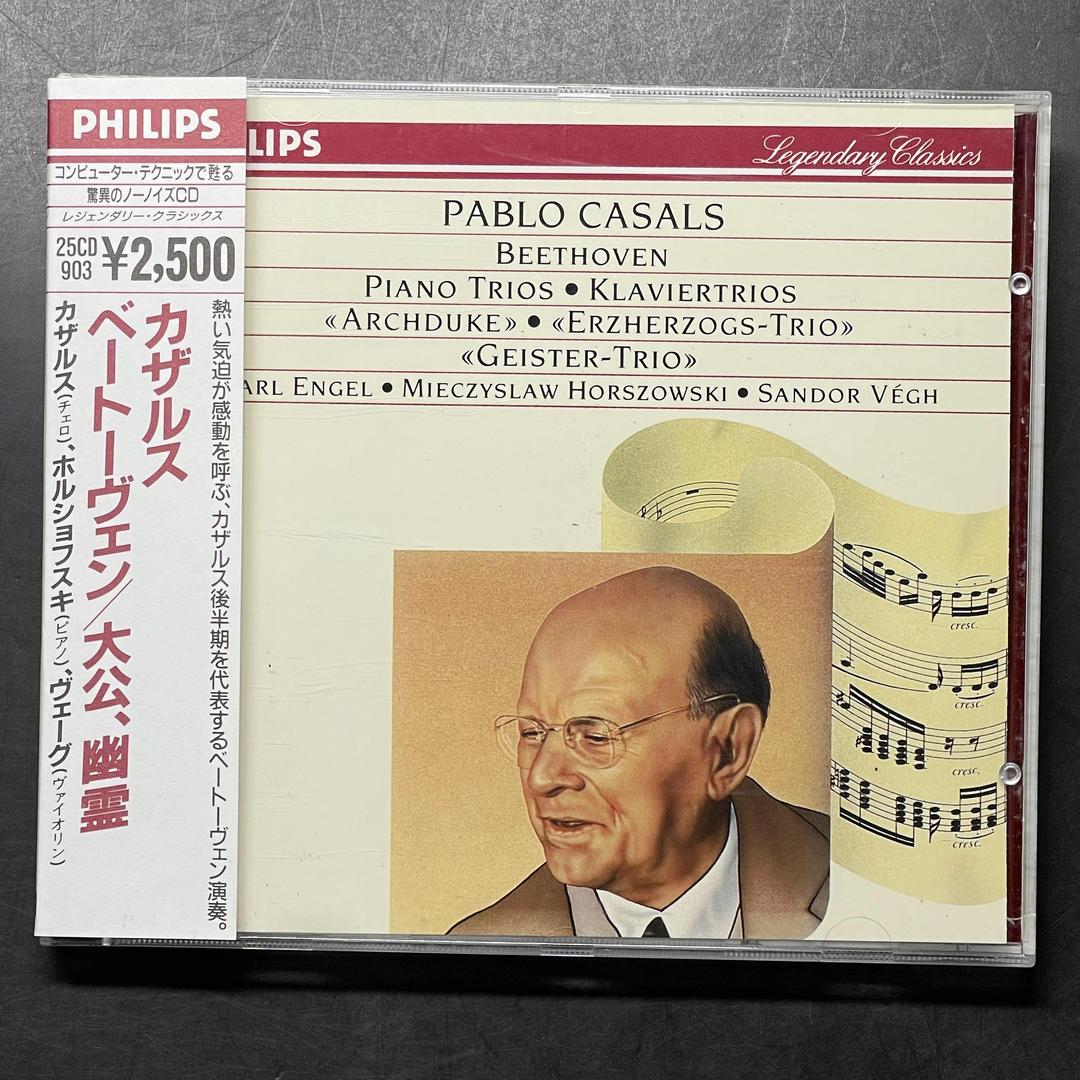 PHILIPS
コンピューター・テクニックで甦る
驚異のノーノイズCD
レジェンダリー・クラシックス
25CD
903
¥2,500
熱い気迫が感動を呼ぶ、カザルス後半期を代表するベートーヴェン演奏。
カザルス
ベートーヴェン/大公、幽霊
カザルス(チェロ)、ホルショフスキ(ピアノ)、ヴェーグ(ヴァイオリン)
LIPS
Legendary Classics
PABLO CASALS
BEETHOVEN
PIANO TRIOS • KLAVIERTRIOS
«ARCHDUKE» • «ERZHERZOGS-TRIO»
«GEISTER-TRIO»
ARL ENGEL • MIECZYSLAW HORSZOWSKI • SANDOR VÉGH
cresc.
cresc.
cresc.
cresc.